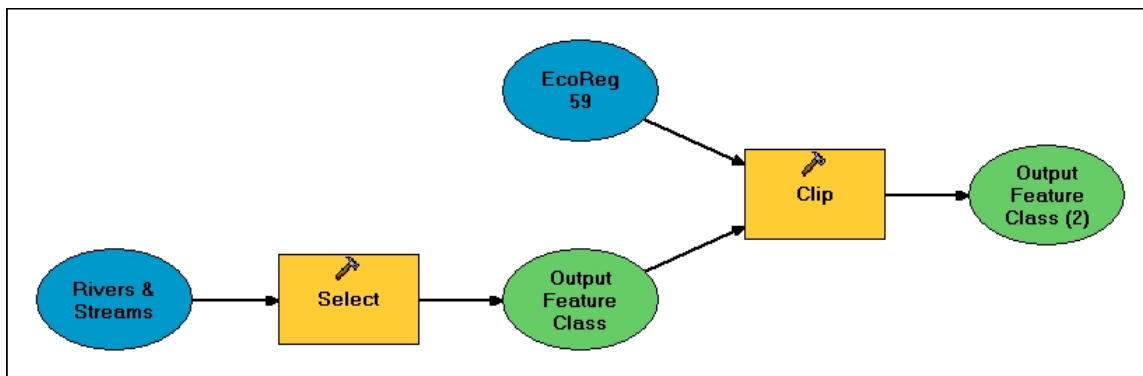 EcoReg
59
Clip
Output
Feature
Class (2)
Rivers &
Streams
Select
Output
Feature
Class